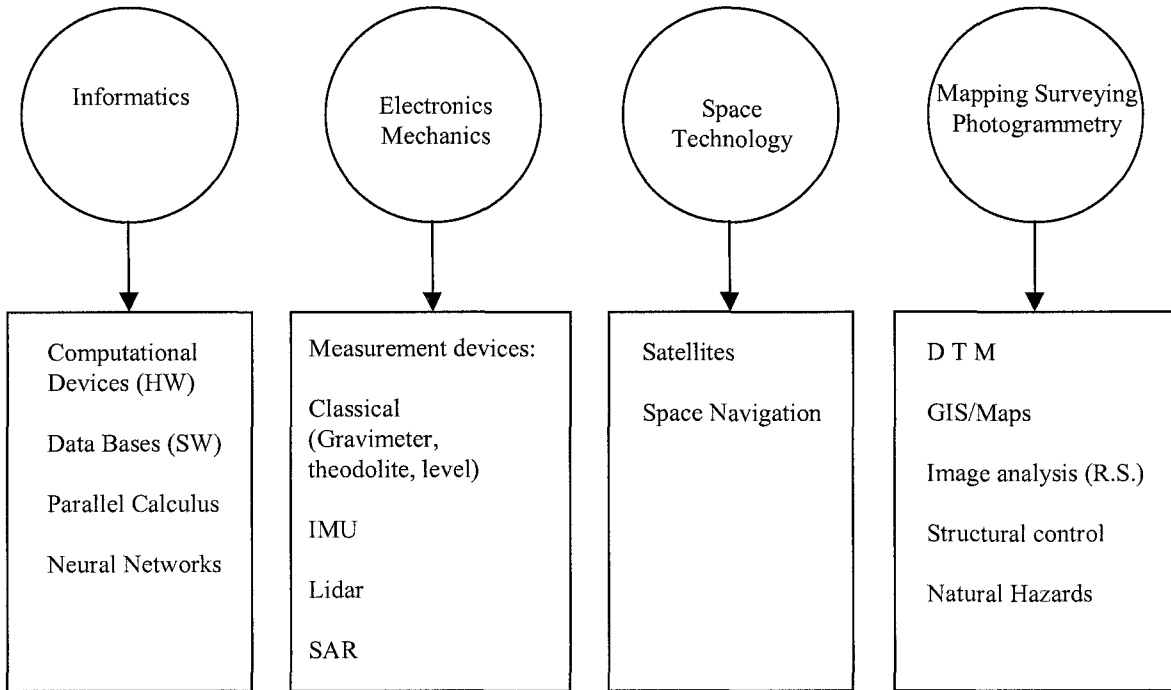 Informatics
Electronics
Mechanics
Space
Technology
Mapping Surveying
Photogrammetry
Computational
Devices (HW)
Data Bases (SW)
Parallel Calculus
Neural Networks
Measurement devices:
Classical
(Gravimeter,
theodolite, level)
IMU
Lidar
SAR
Satellites
Space Navigation
D T M
GIS/Maps
Image analysis (R.S.)
Structural control
Natural Hazards